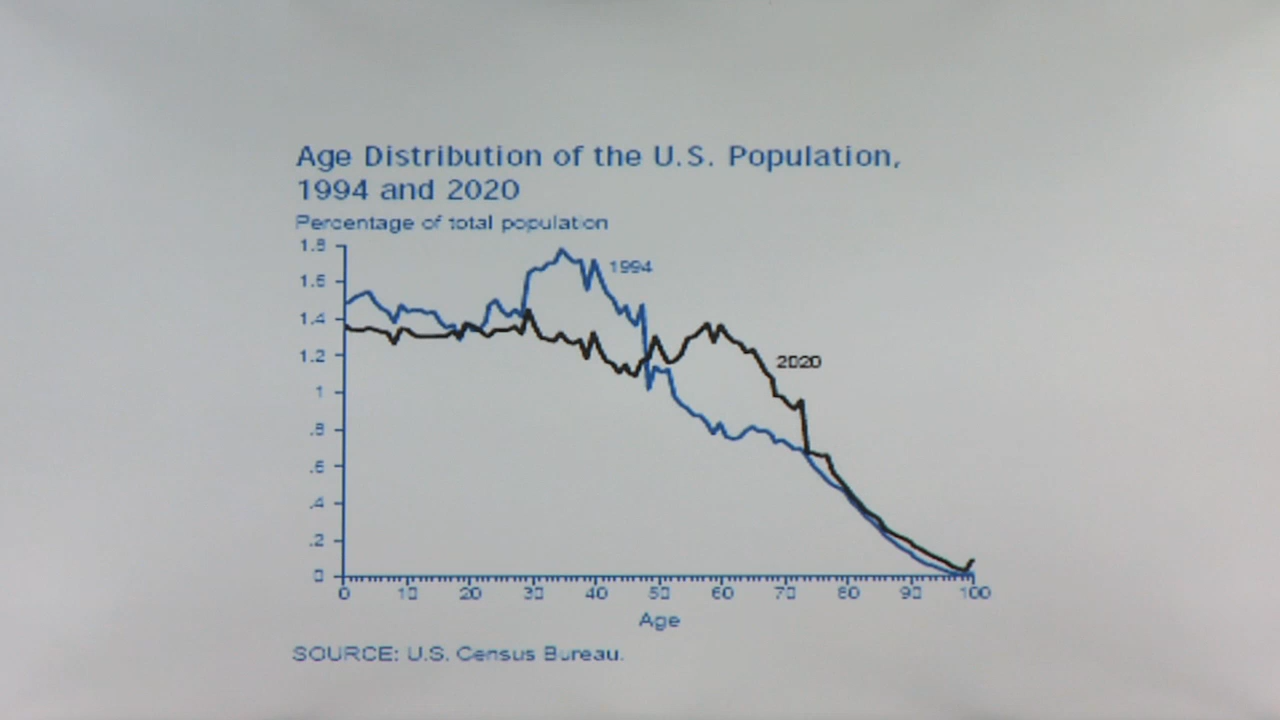 Age Distribution of the U.S. Population,
1994 and 2020
Percentage of total population
1.8
1994
1.6
1.4
1.2
2020
1
.8
.6
.4
.2
0
0 10 20 30 40 50 60 70 80 90 100
Age
SOURCE: U.S. Census Bureau.